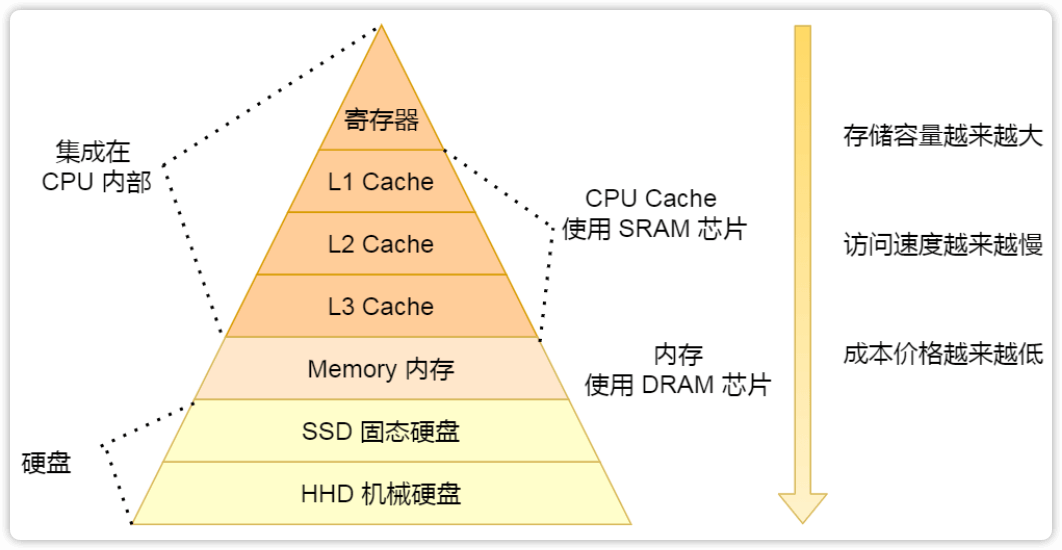 寄存器
集成在
CPU 内部
L1 Cache
L2 Cache
L3 Cache
CPU Cache
使用 SRAM 芯片
Memory 内存
内存
使用 DRAM 芯片
SSD 固态硬盘
HHD 机械硬盘
硬盘
存储容量越来越大
访问速度越来越慢
成本价格越来越低